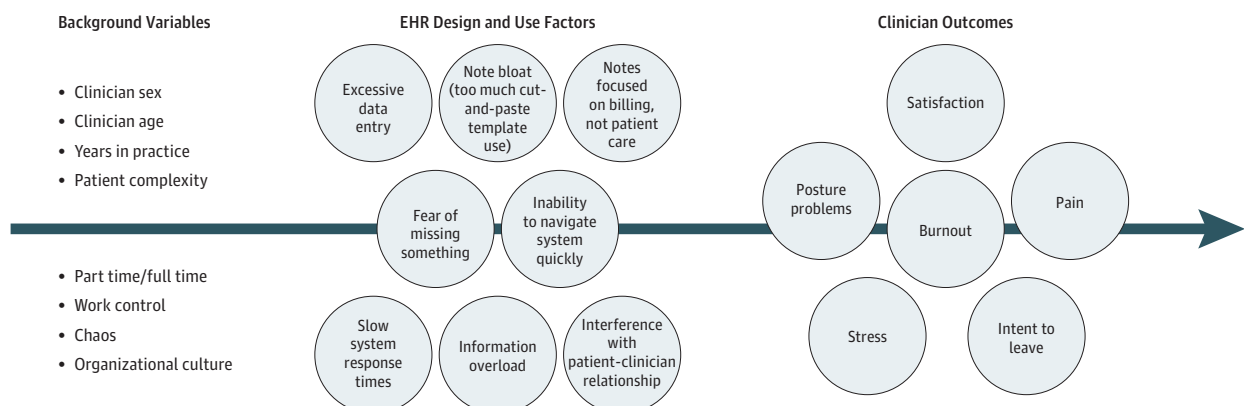 Background Variables
• Clinician sex
• Clinician age
• Years in practice
• Patient complexity
• Part time/full time
• Work control
• Chaos
• Organizational culture
EHR Design and Use Factors
Excessive
data
entry
Note bloat
(too much cut-
and-paste
template
use)
Notes
focused
on billing,
not patient
care
Fear of
missing
something
Inability
to navigate
system
quickly
Slow
system
response
times
Information
overload
Interference
with
patient-clinician
relationship
Clinician Outcomes
Satisfaction
Posture
problems
Burnout
Pain
Stress
Intent to
leave